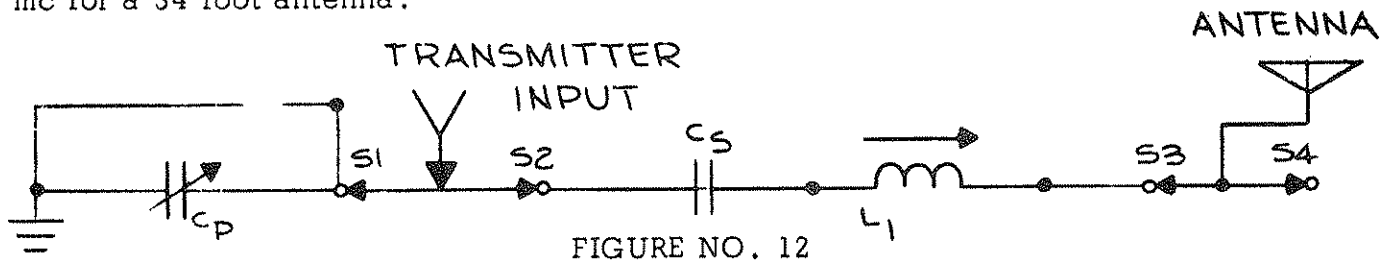 mc for a 34 foot antenna.
ANTENNA
TRANSMITTER
INPUT
S1
S2
CS
S3
S4
CP
L1
FIGURE NO. 12